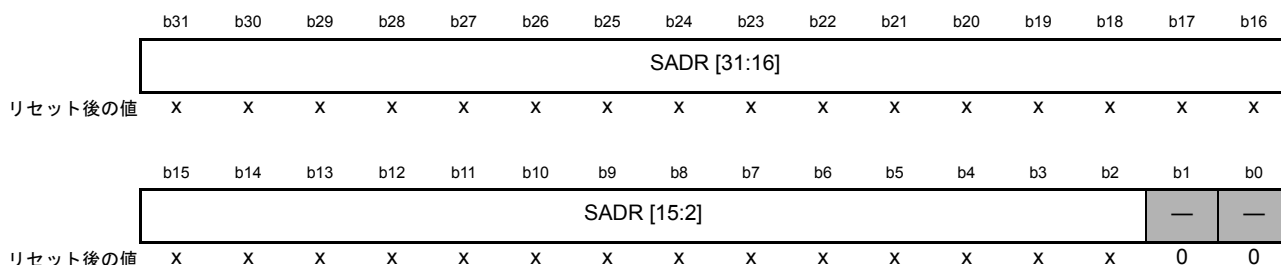 b31 b30 b29 b28 b27 b26 b25 b24 b23 b22 b21 b20 b19 b18 b17 b16
SADR [31:16]
リセット後の値 x x x x x x x x x x x x x x x x
b15 b14 b13 b12 b11 b10 b9 b8 b7 b6 b5 b4 b3 b2 b1 b0
SADR [15:2] — —
リセット後の値 x x x x x x x x x x x x x x 0 0